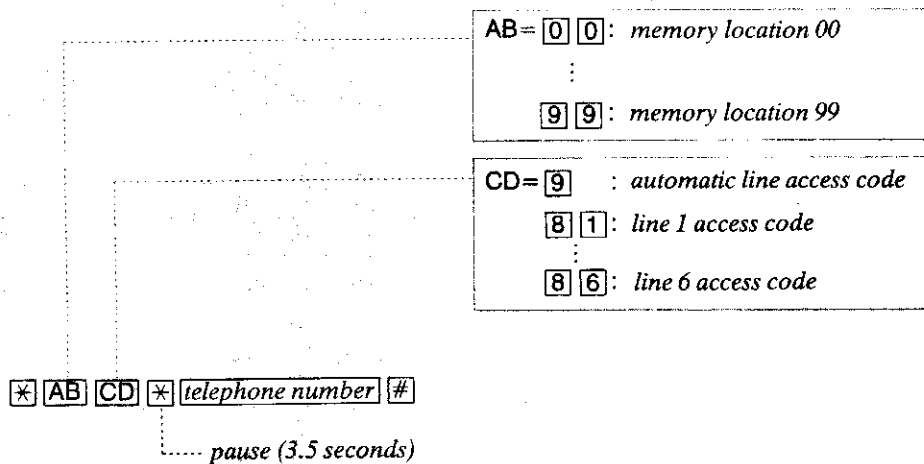 AB= 0 0 : memory location 00
⋮
9 9 : memory location 99
CD= 9 : automatic line access code
8 1 : line 1 access code
⋮
8 6 : line 6 access code
* AB CD * telephone number #
pause (3.5 seconds)